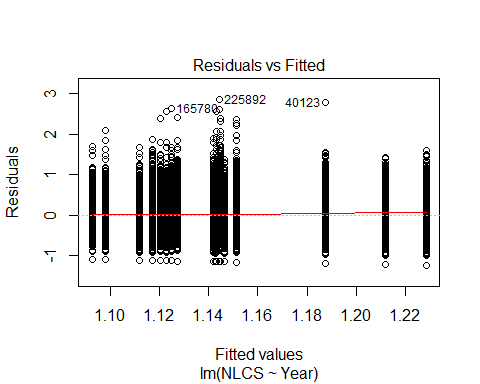 Residuals vs Fitted
Residuals
3
2
1
0
-1
165780
225892
40123
1.10 1.12 1.14 1.16 1.18 1.20 1.22
Fitted values
lm(NLCS ~ Year)